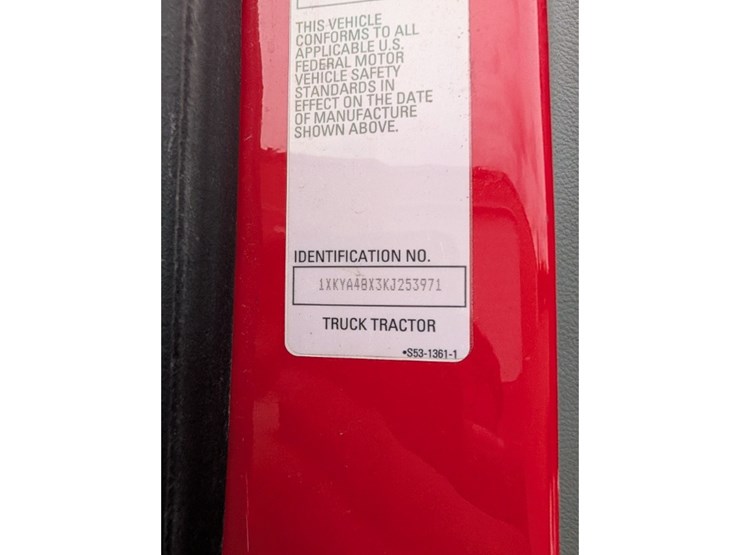 THIS VEHICLE
CONFORMS TO ALL
APPLICABLE U.S.
FEDERAL MOTOR
VEHICLE SAFETY
STANDARDS IN
EFFECT ON THE DATE
OF MANUFACTURE
SHOWN ABOVE.
IDENTIFICATION NO.
1XKYA48X3KJ253971
TRUCK TRACTOR
•S53-1361-1